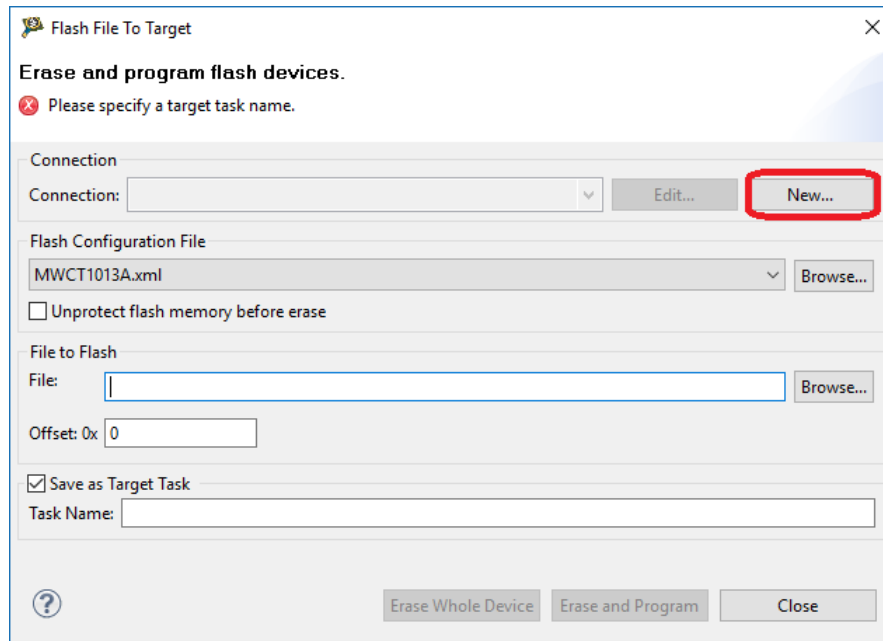 Flash File To Target
Erase and program flash devices.
Please specify a target task name.
Connection
Connection: Edit... New...
Flash Configuration File
MWCT1013A.xml Browse...
Unprotect flash memory before erase
File to Flash
File: Browse...
Offset: 0x 0
Save as Target Task
Task Name:
? Erase Whole Device Erase and Program Close